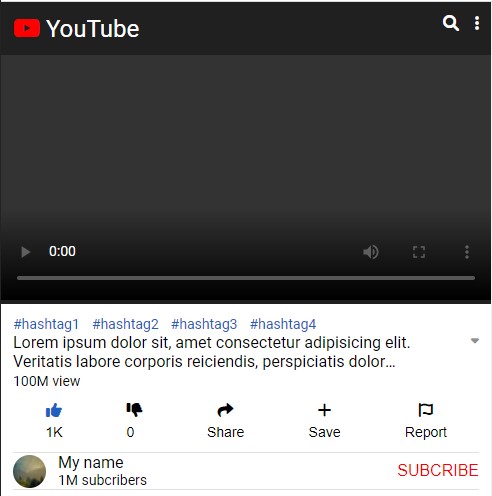 YouTube
0:00
#hashtag1 #hashtag2 #hashtag3 #hashtag4
Lorem ipsum dolor sit, amet consectetur adipisicing elit.
Veritatis labore corporis reiciendis, perspiciatis dolor...
100M view
1K 0 Share Save Report
My name
1M subcribers
SUBCRIBE